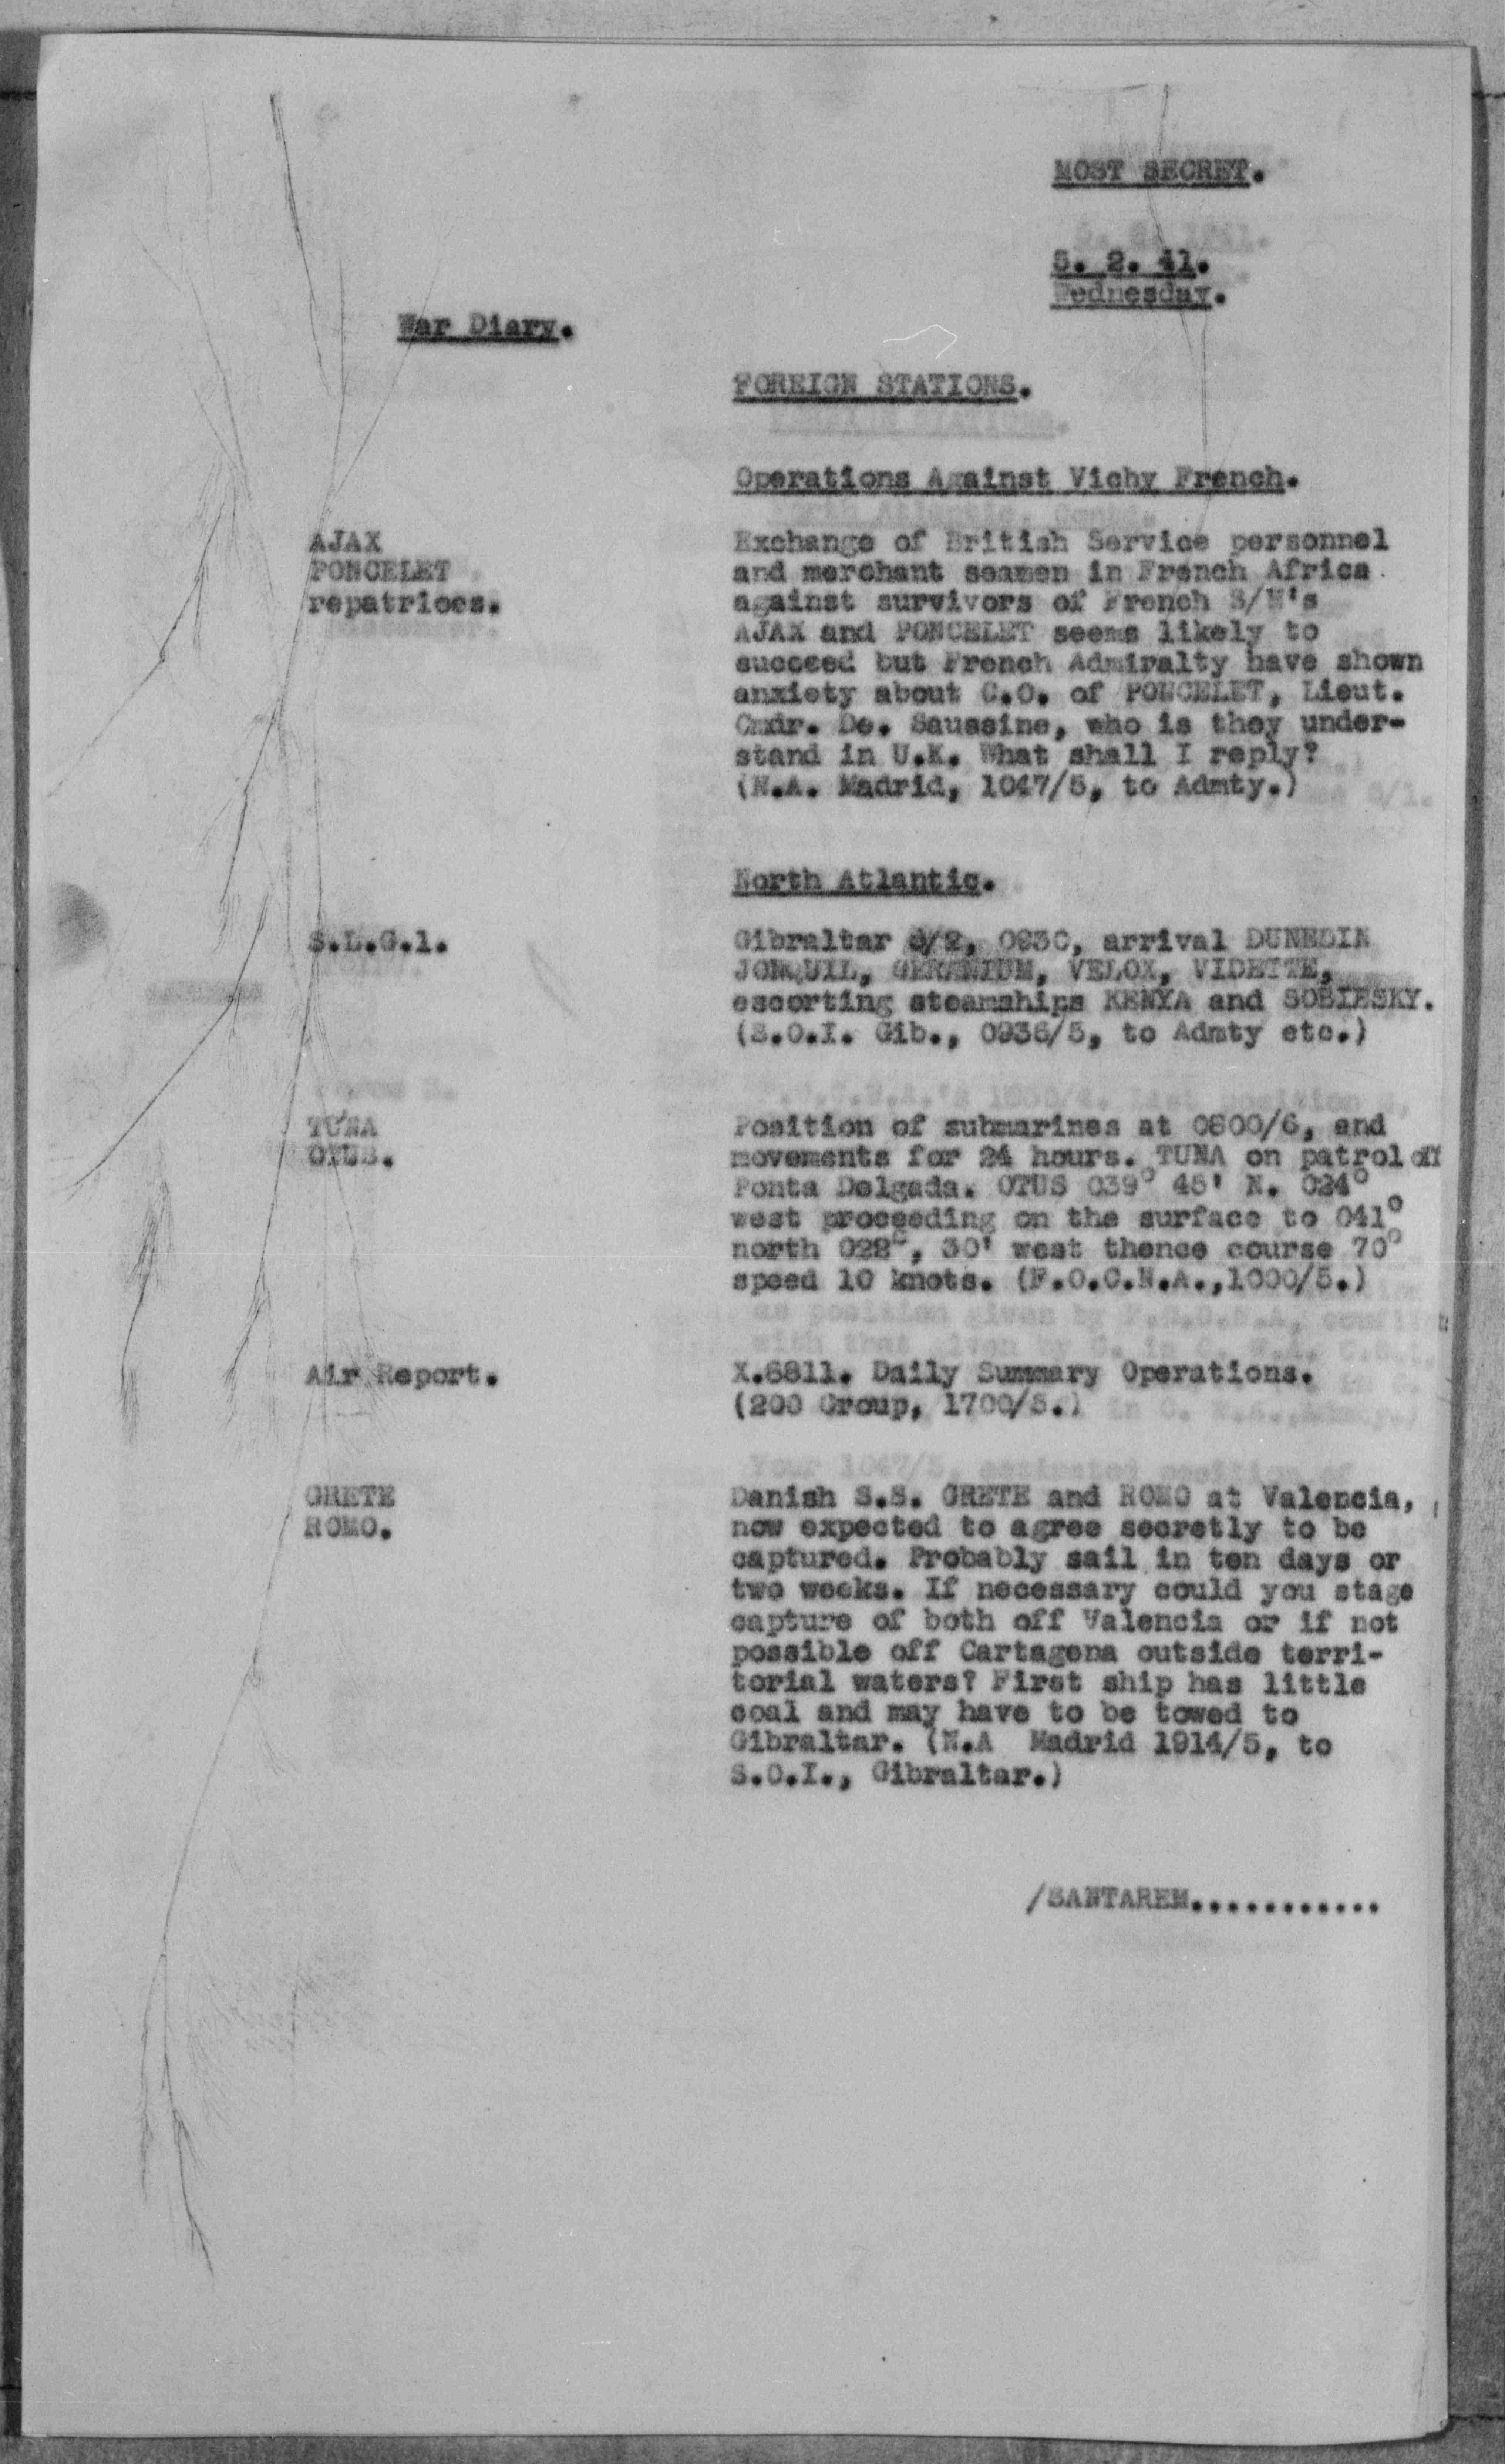 MOST SECRET.
5. 2. 41.
Wednesday.
War Diary.
FOREIGN STATIONS.
Operations Against Vichy French.
AJAX
PONCELET
repatriees.
Exchange of British Service personnel
and merchant seamen in French Africa
against survivors of French S/M's
AJAX and PONCELET seems likely to
succeed but French Admiralty have shown
anxiety about C.O. of PONCELET, Lieut.
Cmdr. De. Saussine, who is they under-
stand in U.K. What shall I reply?
(N.A. Madrid, 1047/5, to Admty.)
North Atlantic.
S.L.G.1.
Gibraltar /2, 0930, arrival DUNEDIN
JONQUIL, GERANIUM, VELOX, VIDETTE,
escorting steamships KENYA and SOBIESKY.
(S.O.I. Gib., 0936/5, to Admty etc.)
TUNA
OTUS.
Position of submarines at 0800/6, and
movements for 24 hours. TUNA on patrol off
Ponta Delgada. OTUS 039° 45' N. 024°
west proceeding on the surface to 041°
north 022°, 30' west thence course 70°
speed 10 knots. (F.O.C.N.A.,1000/5.)
Air Report.
X.6811. Daily Summary Operations.
(200 Group, 1700/5.)
GRETE
ROMO.
Danish S.S. GRETE and ROMO at Valencia,
now expected to agree secretly to be
captured. Probably sail in ten days or
two weeks. If necessary could you stage
capture of both off Valencia or if not
possible off Cartagena outside terri-
torial waters? First ship has little
coal and may have to be towed to
Gibraltar. (N.A Madrid 1914/5, to
S.O.I., Gibraltar.)
/SANTAREM............